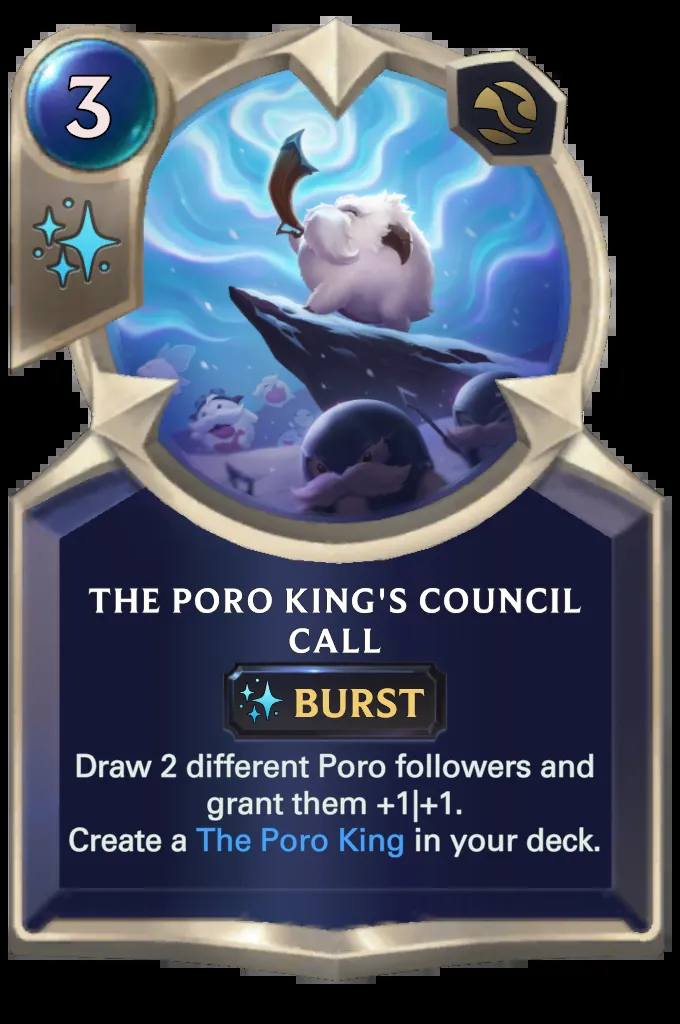 3
THE PORO KING'S COUNCIL
CALL
BURST
Draw 2 different Poro followers and
grant them +1|+1.
Create a The Poro King in your deck.